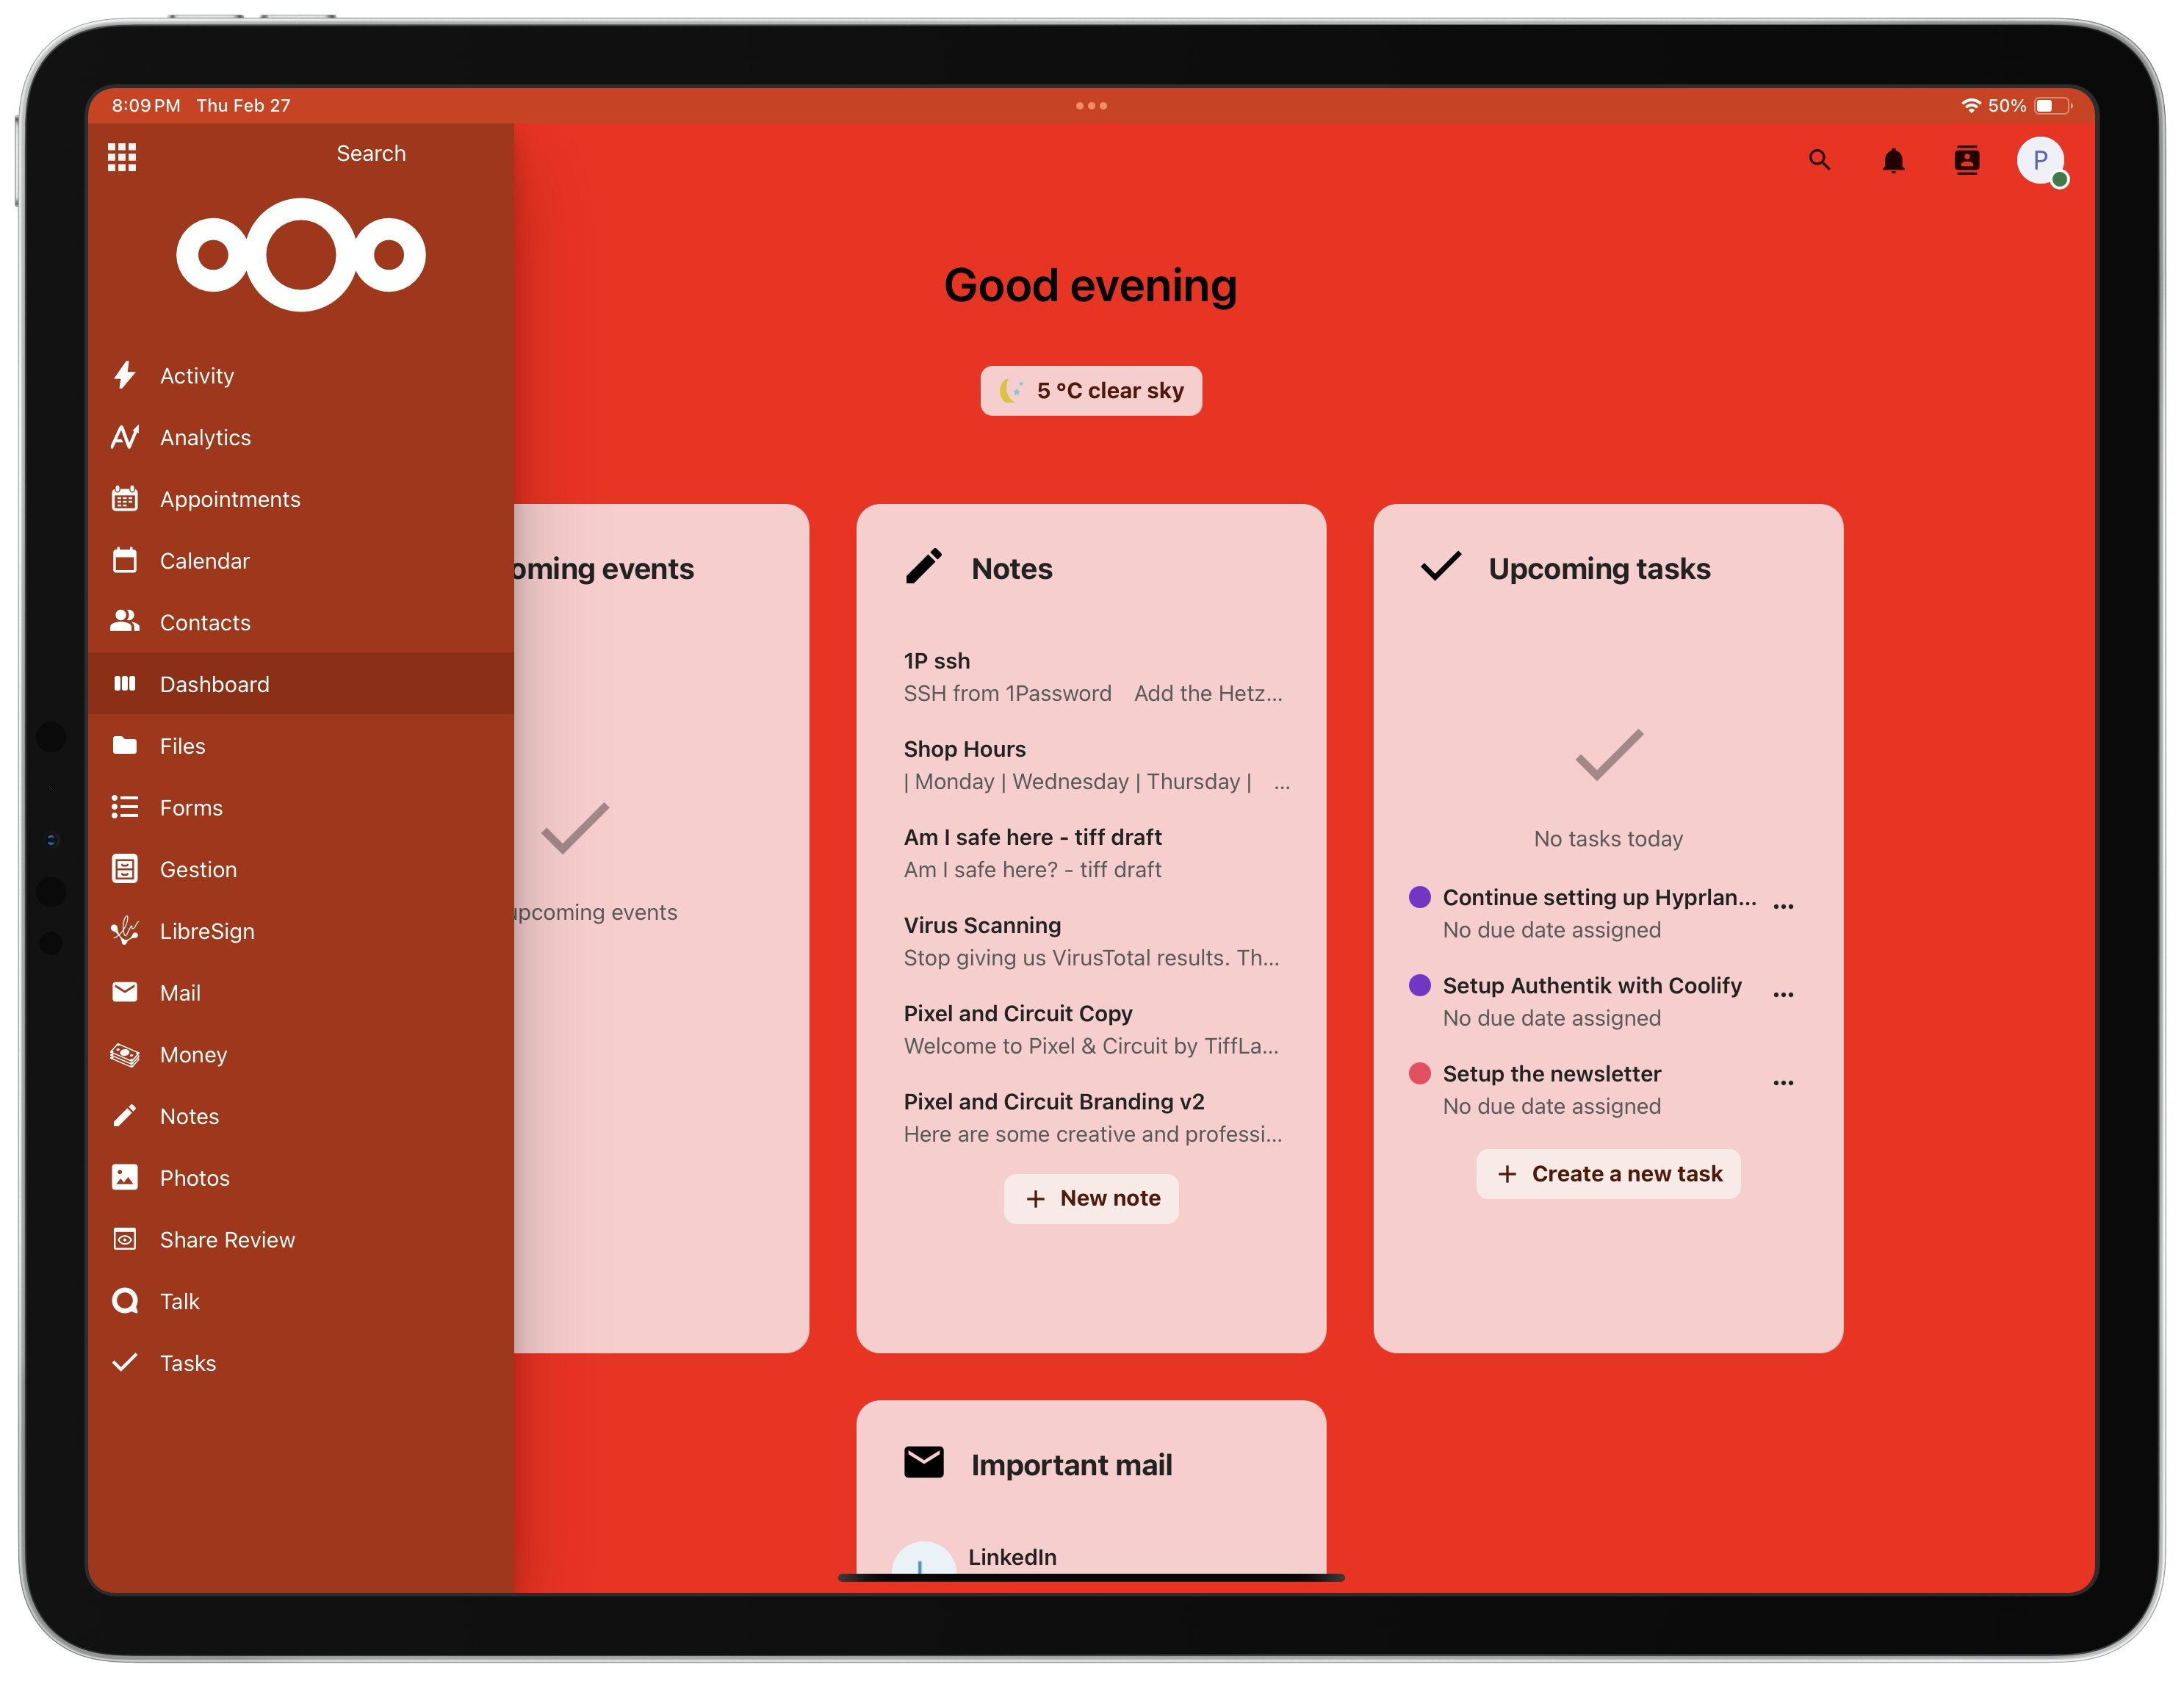 8:09 PM Thu Feb 27
50%
Search
P
Good evening
5 °C clear sky
Activity
Analytics
Appointments
Calendar
Contacts
Dashboard
Files
Forms
Gestion
LibreSign
Mail
Money
Notes
Photos
Share Review
Talk
Tasks
oming events
upcoming events
Notes
1P ssh
SSH from 1Password Add the Hetz...
Shop Hours
| Monday | Wednesday | Thursday | ...
Am I safe here - tiff draft
Am I safe here? - tiff draft
Virus Scanning
Stop giving us VirusTotal results. Th...
Pixel and Circuit Copy
Welcome to Pixel & Circuit by TiffLa...
Pixel and Circuit Branding v2
Here are some creative and professi...
+ New note
Upcoming tasks
No tasks today
Continue setting up Hyprlan...
No due date assigned
Setup Authentik with Coolify
No due date assigned
Setup the newsletter
No due date assigned
+ Create a new task
Important mail
LinkedIn